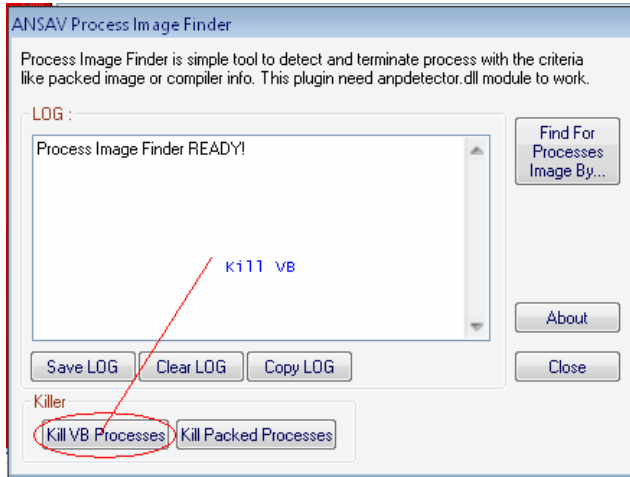 ANSAV Process Image Finder
Process Image Finder is simple tool to detect and terminate process with the criteria
like packed image or compiler info. This plugin need anpdetector.dll module to work.
LOG :
Process Image Finder READY!
Find For
Processes
Image By...
Kill VB
About
Save LOG Clear LOG Copy LOG Close
Killer
Kill VB Processes Kill Packed Processes